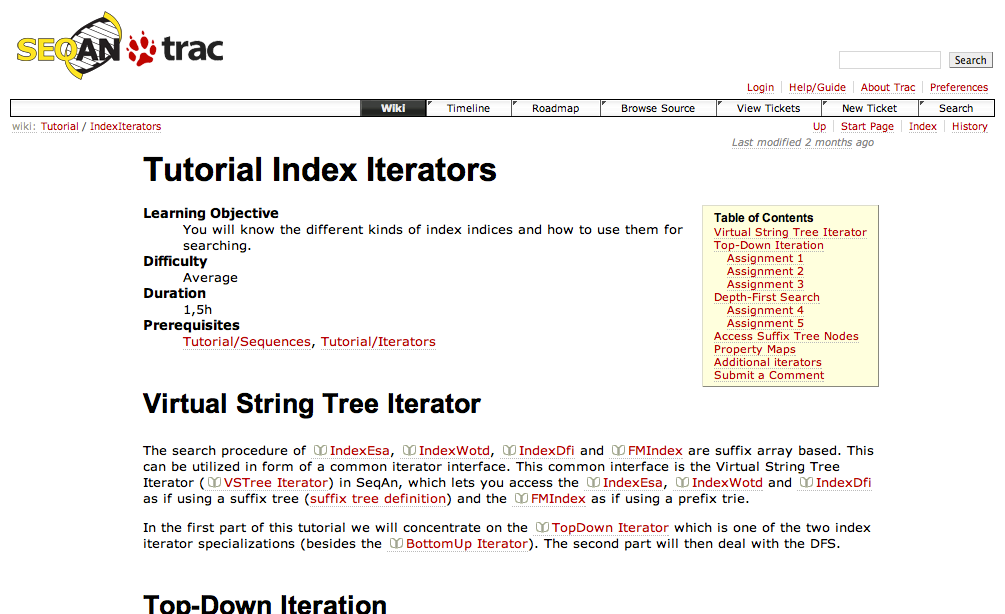 SEQAN trac
Search
Login Help/Guide About Trac Preferences
Wiki Timeline Roadmap Browse Source View Tickets New Ticket Search
wiki: Tutorial / IndexIterators
Up Start Page Index History
Last modified 2 months ago
Tutorial Index Iterators
Learning Objective
You will know the different kinds of index indices and how to use them for
searching.
Difficulty
Average
Duration
1,5h
Prerequisites
Tutorial/Sequences, Tutorial/Iterators
Table of Contents
Virtual String Tree Iterator
Top-Down Iteration
Assignment 1
Assignment 2
Assignment 3
Depth-First Search
Assignment 4
Assignment 5
Access Suffix Tree Nodes
Property Maps
Additional iterators
Submit a Comment
Virtual String Tree Iterator
The search procedure of IndexEsa, IndexWotd, IndexDfi and FMIndex are suffix array based. This
can be utilized in form of a common iterator interface. This common interface is the Virtual String Tree
Iterator (VSTree Iterator) in SeqAn, which lets you access the IndexEsa, IndexWotd and IndexDfi
as if using a suffix tree (suffix tree definition) and the FMIndex as if using a prefix trie.
In the first part of this tutorial we will concentrate on the TopDown Iterator which is one of the two index
iterator specializations (besides the BottomUp Iterator). The second part will then deal with the DFS.
Top-Down Iteration